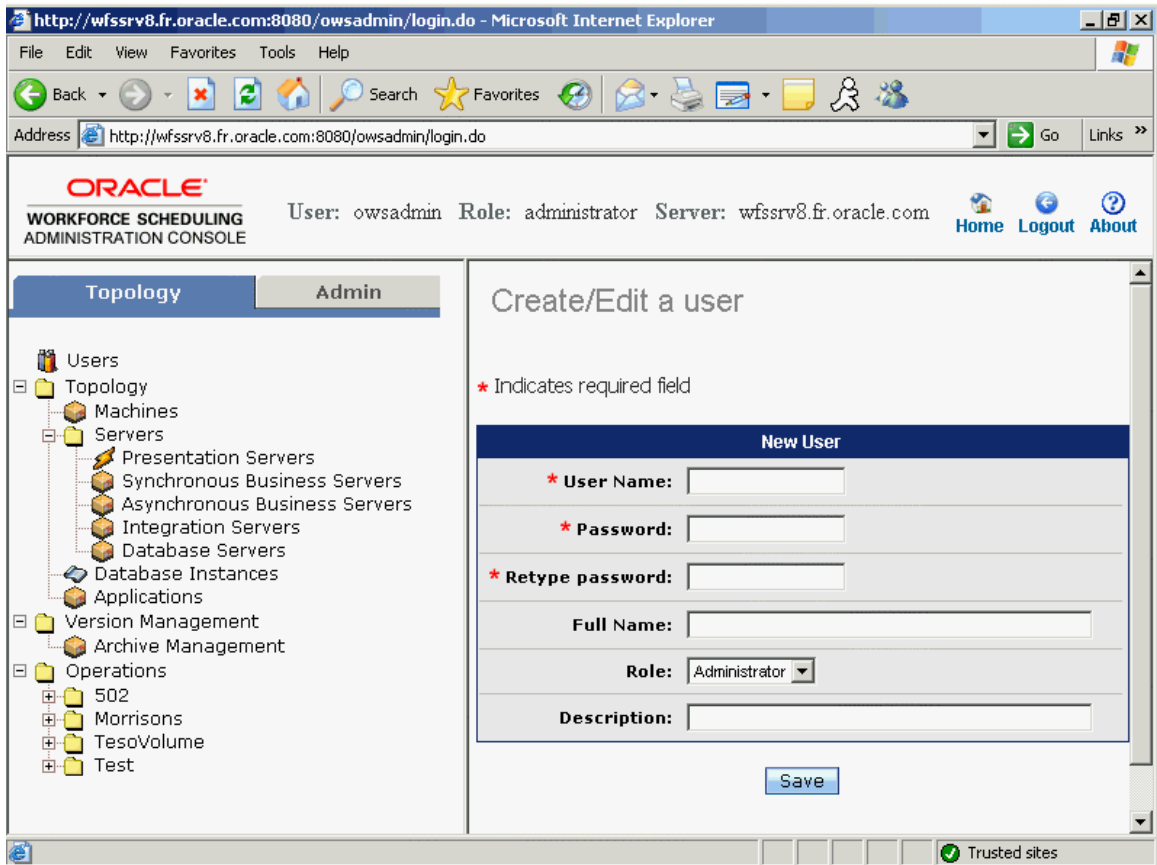 http://wfssrv8.fr.oracle.com:8080/owsadmin/login.do - Microsoft Internet Explorer
File Edit View Favorites Tools Help
Back Search Favorites
Address http://wfssrv8.fr.oracle.com:8080/owsadmin/login.do Go Links »
ORACLE
WORKFORCE SCHEDULING
ADMINISTRATION CONSOLE
User: owsadmin Role: administrator Server: wfssrv8.fr.oracle.com
Home Logout About
Topology Admin
Users
Topology
Machines
Servers
Presentation Servers
Synchronous Business Servers
Asynchronous Business Servers
Integration Servers
Database Servers
Database Instances
Applications
Version Management
Archive Management
Operations
502
Morrisons
TesoVolume
Test
Create/Edit a user
* Indicates required field
New User
* User Name:
* Password:
* Retype password:
Full Name:
Role: Administrator
Description:
Save
Trusted sites